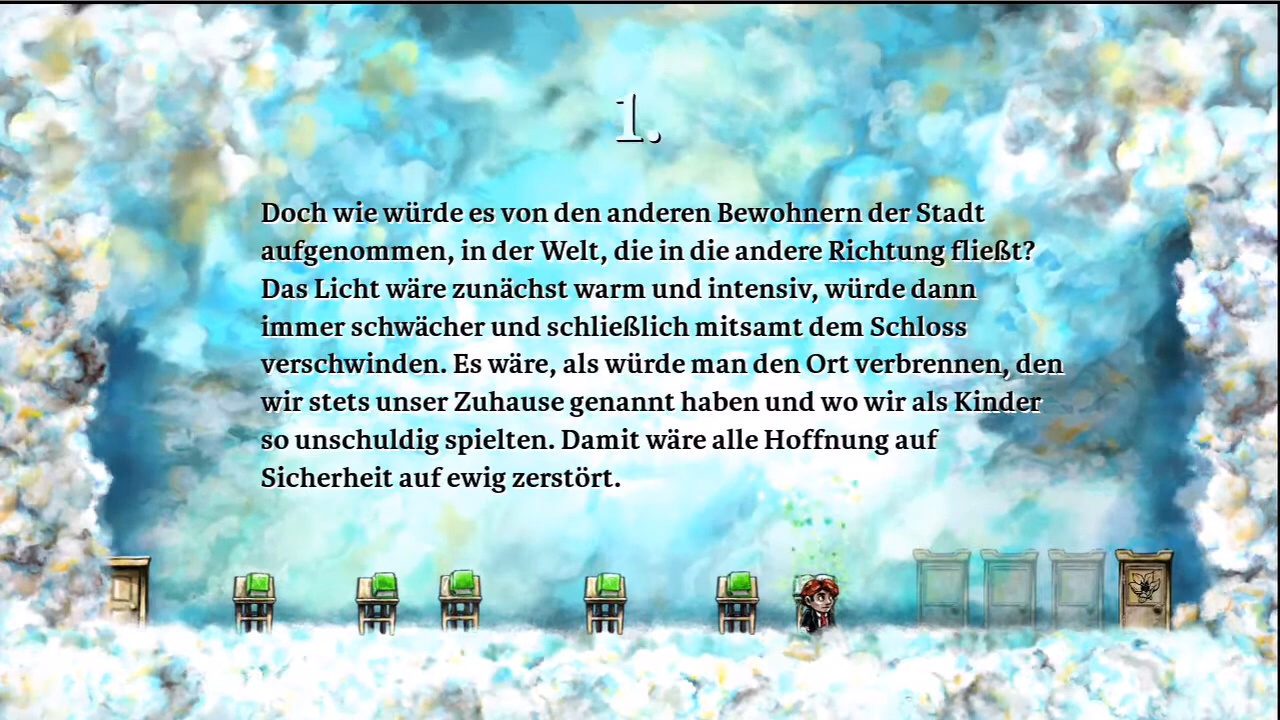 1.
Doch wie würde es von den anderen Bewohnern der Stadt
aufgenommen, in der Welt, die in die andere Richtung fließt?
Das Licht wäre zunächst warm und intensiv, würde dann
immer schwächer und schließlich mitsamt dem Schloss
verschwinden. Es wäre, als würde man den Ort verbrennen, den
wir stets unser Zuhause genannt haben und wo wir als Kinder
so unschuldig spielten. Damit wäre alle Hoffnung auf
Sicherheit auf ewig zerstört.